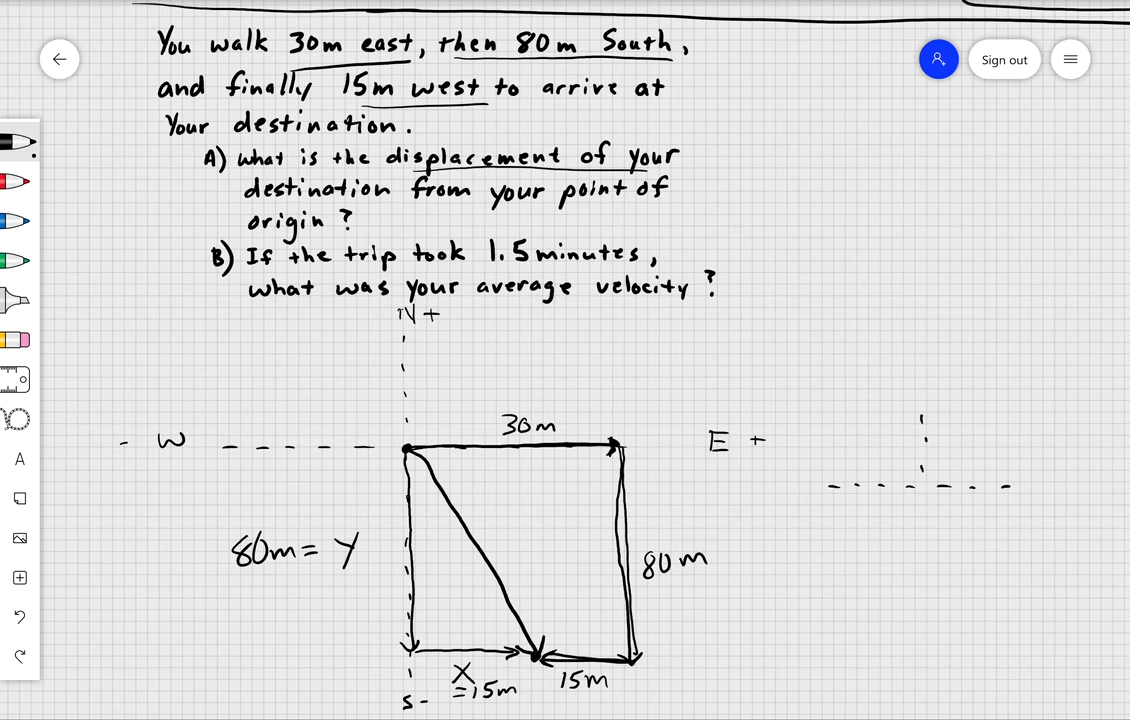 You walk 30m east, then 80m South,
and finally 15m west to arrive at
Your destination.
A) what is the displacement of your
destination from your point of
origin?
B) If the trip took 1.5 minutes,
what was your average velocity?
Sign out
N +
30m
- W
E +
80m = Y
80m
X
= 15m
15m
S -
A